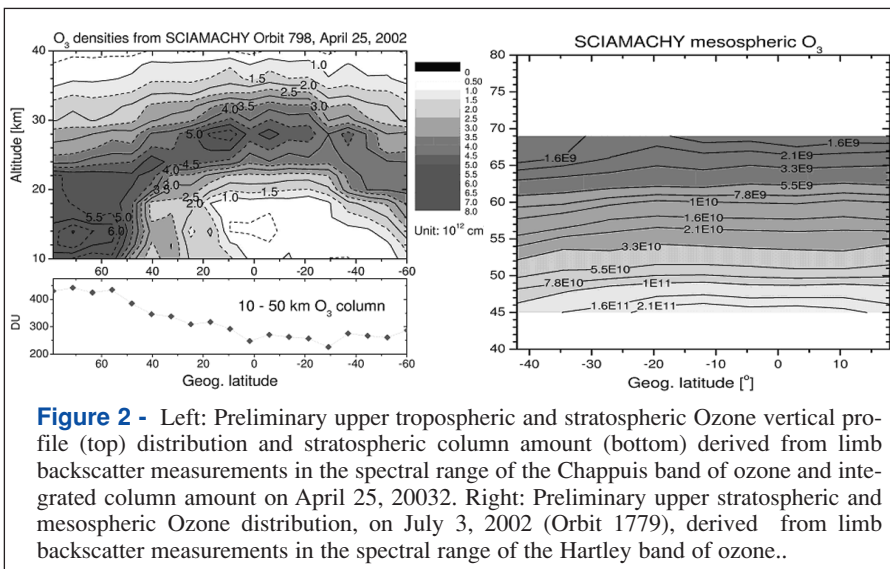 O3 densities from SCIAMACHY Orbit 798, April 25, 2002
40
30
20
10
Altitude [km]
1.0
1.5
2.0
2.5
3.0
4.0
3.5
3.0
5.0
4.5
4.0
3.0
3.5
2.5
2.0
1.5
1.0
5.5
5.0
6.0
60
40
20
0
-20
-40
-60
0
0.50
1.0
1.5
2.0
2.5
3.0
3.5
4.0
4.5
5.0
5.5
6.0
7.0
8.0
Unit: 10^12 cm
400
300
200
DU
10 - 50 km O3 column
60
40
20
0
-20
-40
-60
Geog. latitude
SCIAMACHY mesospheric O3
80
75
70
65
60
55
50
45
40
1.6E9
1.6E9
2.1E9
3.3E9
5.5E9
7.8E9
1E10
1.6E10
2.1E10
3.3E10
5.5E10
7.8E10
1E11
1.6E11
2.1E11
-40
-30
-20
-10
0
10
Geog. latitude [°]
Figure 2 - Left: Preliminary upper tropospheric and stratospheric Ozone vertical pro-
file (top) distribution and stratospheric column amount (bottom) derived from limb
backscatter measurements in the spectral range of the Chappuis band of ozone and inte-
grated column amount on April 25, 20032. Right: Preliminary upper stratospheric and
mesospheric Ozone distribution, on July 3, 2002 (Orbit 1779), derived from limb
backscatter measurements in the spectral range of the Hartley band of ozone..